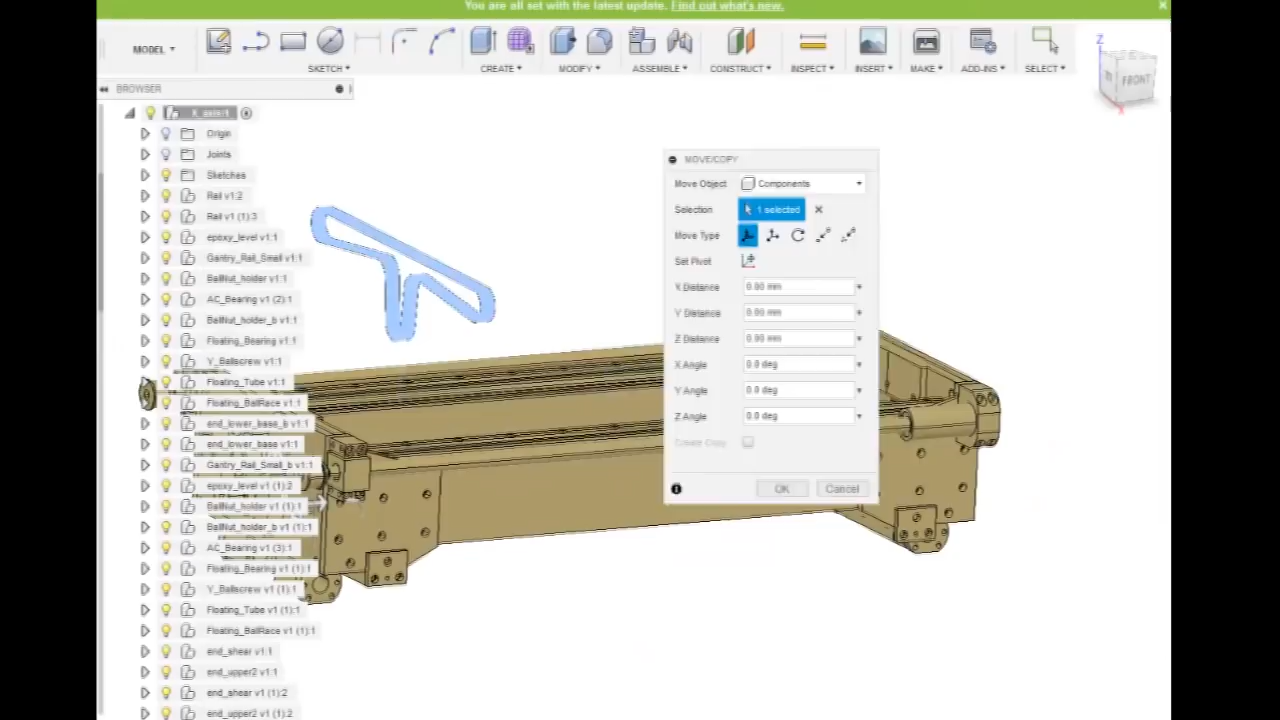 You are all set with the latest update. Find out what's new.
MODEL
SKETCH
CREATE
MODIFY
ASSEMBLE
CONSTRUCT
INSPECT
INSERT
MAKE
ADD-INS
SELECT
Z
FRONT
X
BROWSER
Origin
Joints
Sketches
Rail v1:2
Rail v1 (1):3
epoxy_level v1:1
Gantry_Rail_Small v1:1
BallNut_holder v1:1
AC_Bearing v1 (2):1
BallNut_holder_b v1:1
Floating_Bearing v1:1
Y_Ballscrew v1:1
Floating_Tube v1:1
Floating_BallRace v1:1
end_lower_base_b v1:1
end_lower_base v1:1
Gantry_Rail_Small_b v1:1
epoxy_level v1 (1):2
BallNut_holder v1 (1):1
BallNut_holder_b v1 (1):1
AC_Bearing v1 (3):1
Floating_Bearing v1 (1):1
Y_Ballscrew v1 (1):1
Floating_Tube v1 (1):1
Floating_BallRace v1 (1):1
end_shear v1:1
end_upper2 v1:1
end_shear v1 (1):2
end_upper2 v1 (1):2
MOVE/COPY
Move Object
Components
Selection
1 selected
Move Type
Set Pivot
X Distance
0.00 mm
Y Distance
0.00 mm
Z Distance
0.00 mm
X Angle
0.0 deg
Y Angle
0.0 deg
Z Angle
0.0 deg
Create Copy
OK
Cancel